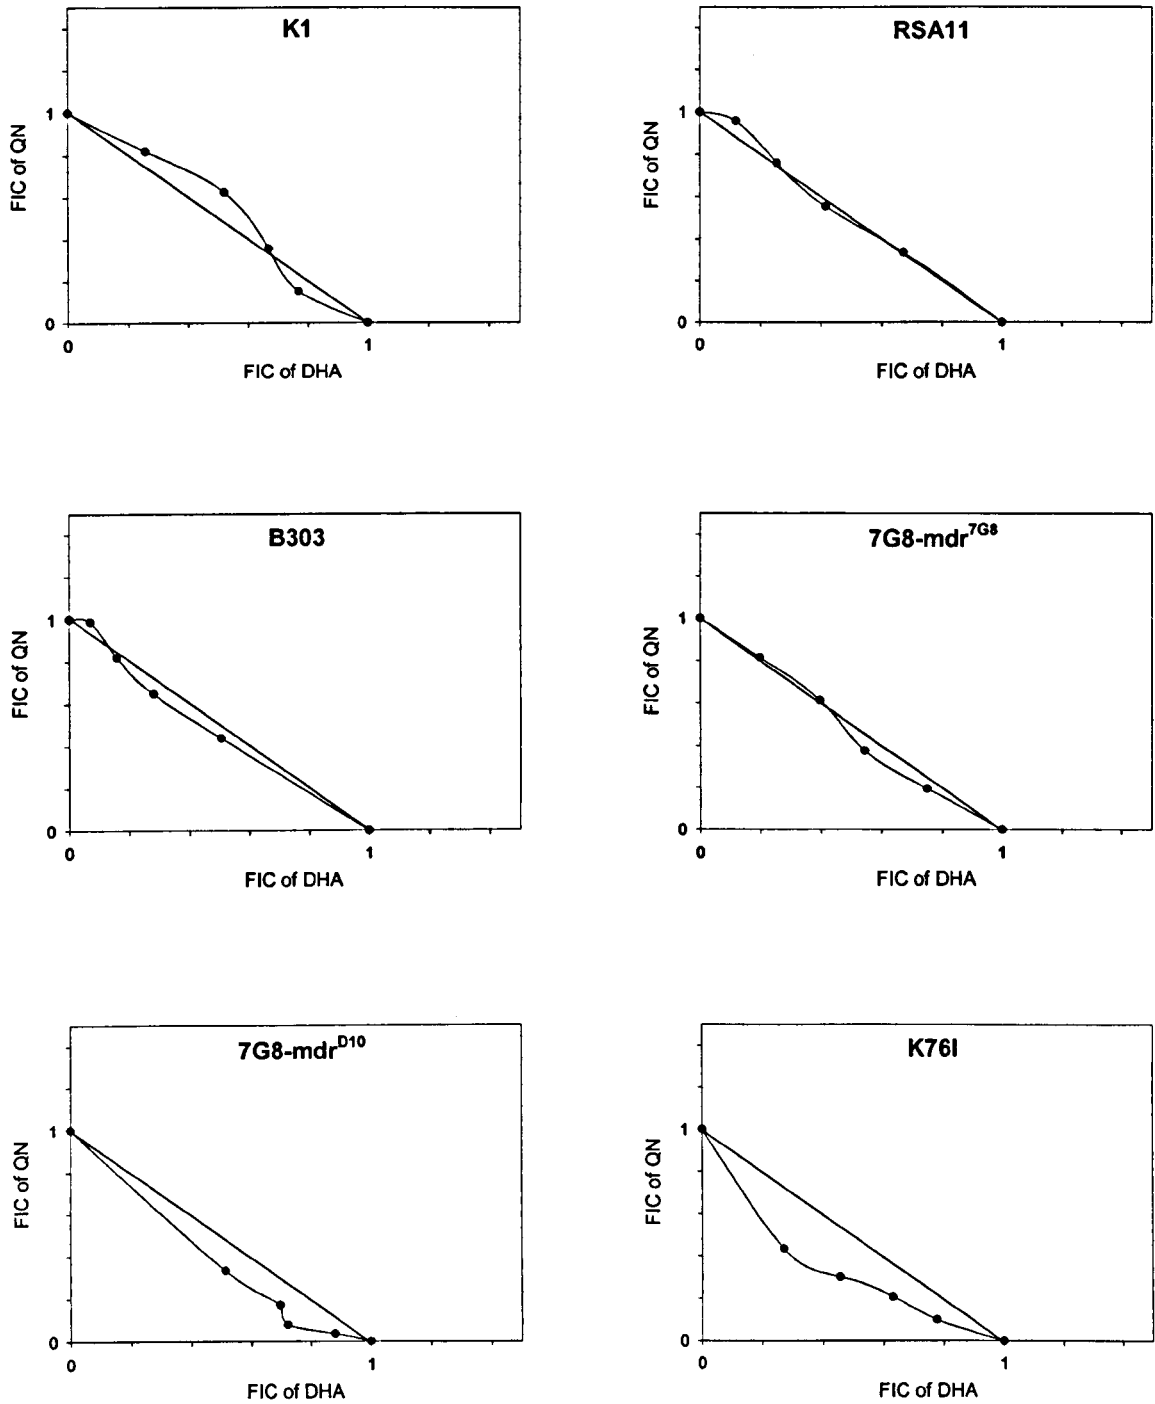 K1
FIC of QN
1
0
0
1
FIC of DHA
RSA11
FIC of QN
1
0
0
1
FIC of DHA
B303
FIC of QN
1
0
0
1
FIC of DHA
7G8-mdr7G8
FIC of QN
1
0
0
1
FIC of DHA
7G8-mdrD10
FIC of QN
1
0
0
1
FIC of DHA
K76I
FIC of QN
1
0
0
1
FIC of DHA